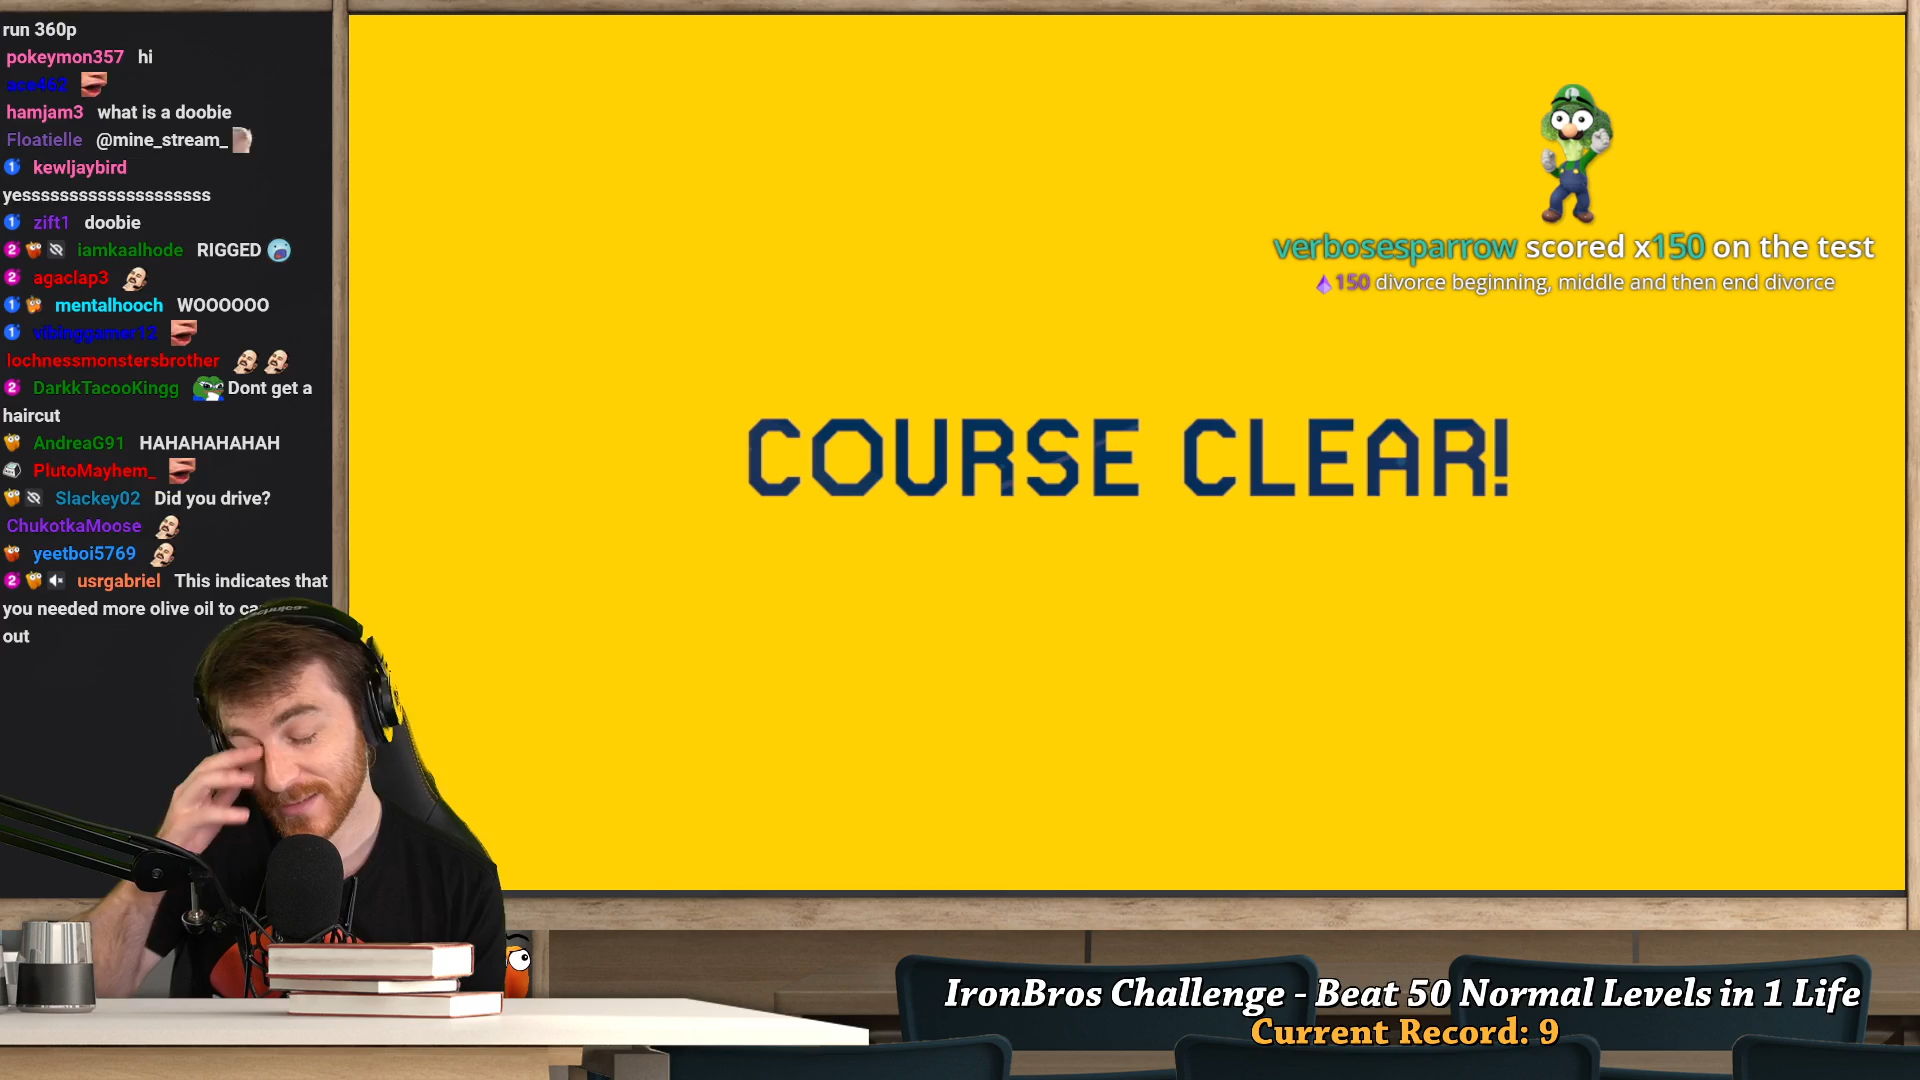 run 360p
pokeymon357 hi
ace462
hamjam3 what is a doobie
Floatielle @mine_stream_
kewljaybird
yesssssssssssssssssss
zift1 doobie
iamkaalhode RIGGED
agaclap3
mentalhooch WOOOOOO
vibinggamer12
lochnessmonstersbrother
DarkkTacooKingg Dont get a
haircut
AndreaG91 HAHAHAHAHAH
PlutoMayhem_
Slackey02 Did you drive?
ChukotkaMoose
yeetboi5769
usrgabriel This indicates that
you needed more olive oil to
out
verbosesparrow scored x150 on the test
150 divorce beginning, middle and then end divorce
COURSE CLEAR!
IronBros Challenge - Beat 50 Normal Levels in 1 Life
Current Record: 9